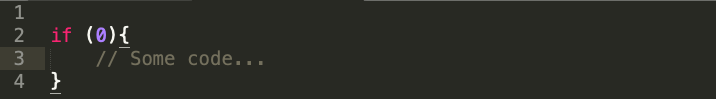 1
2 if (0){
3     // Some code...
4 }